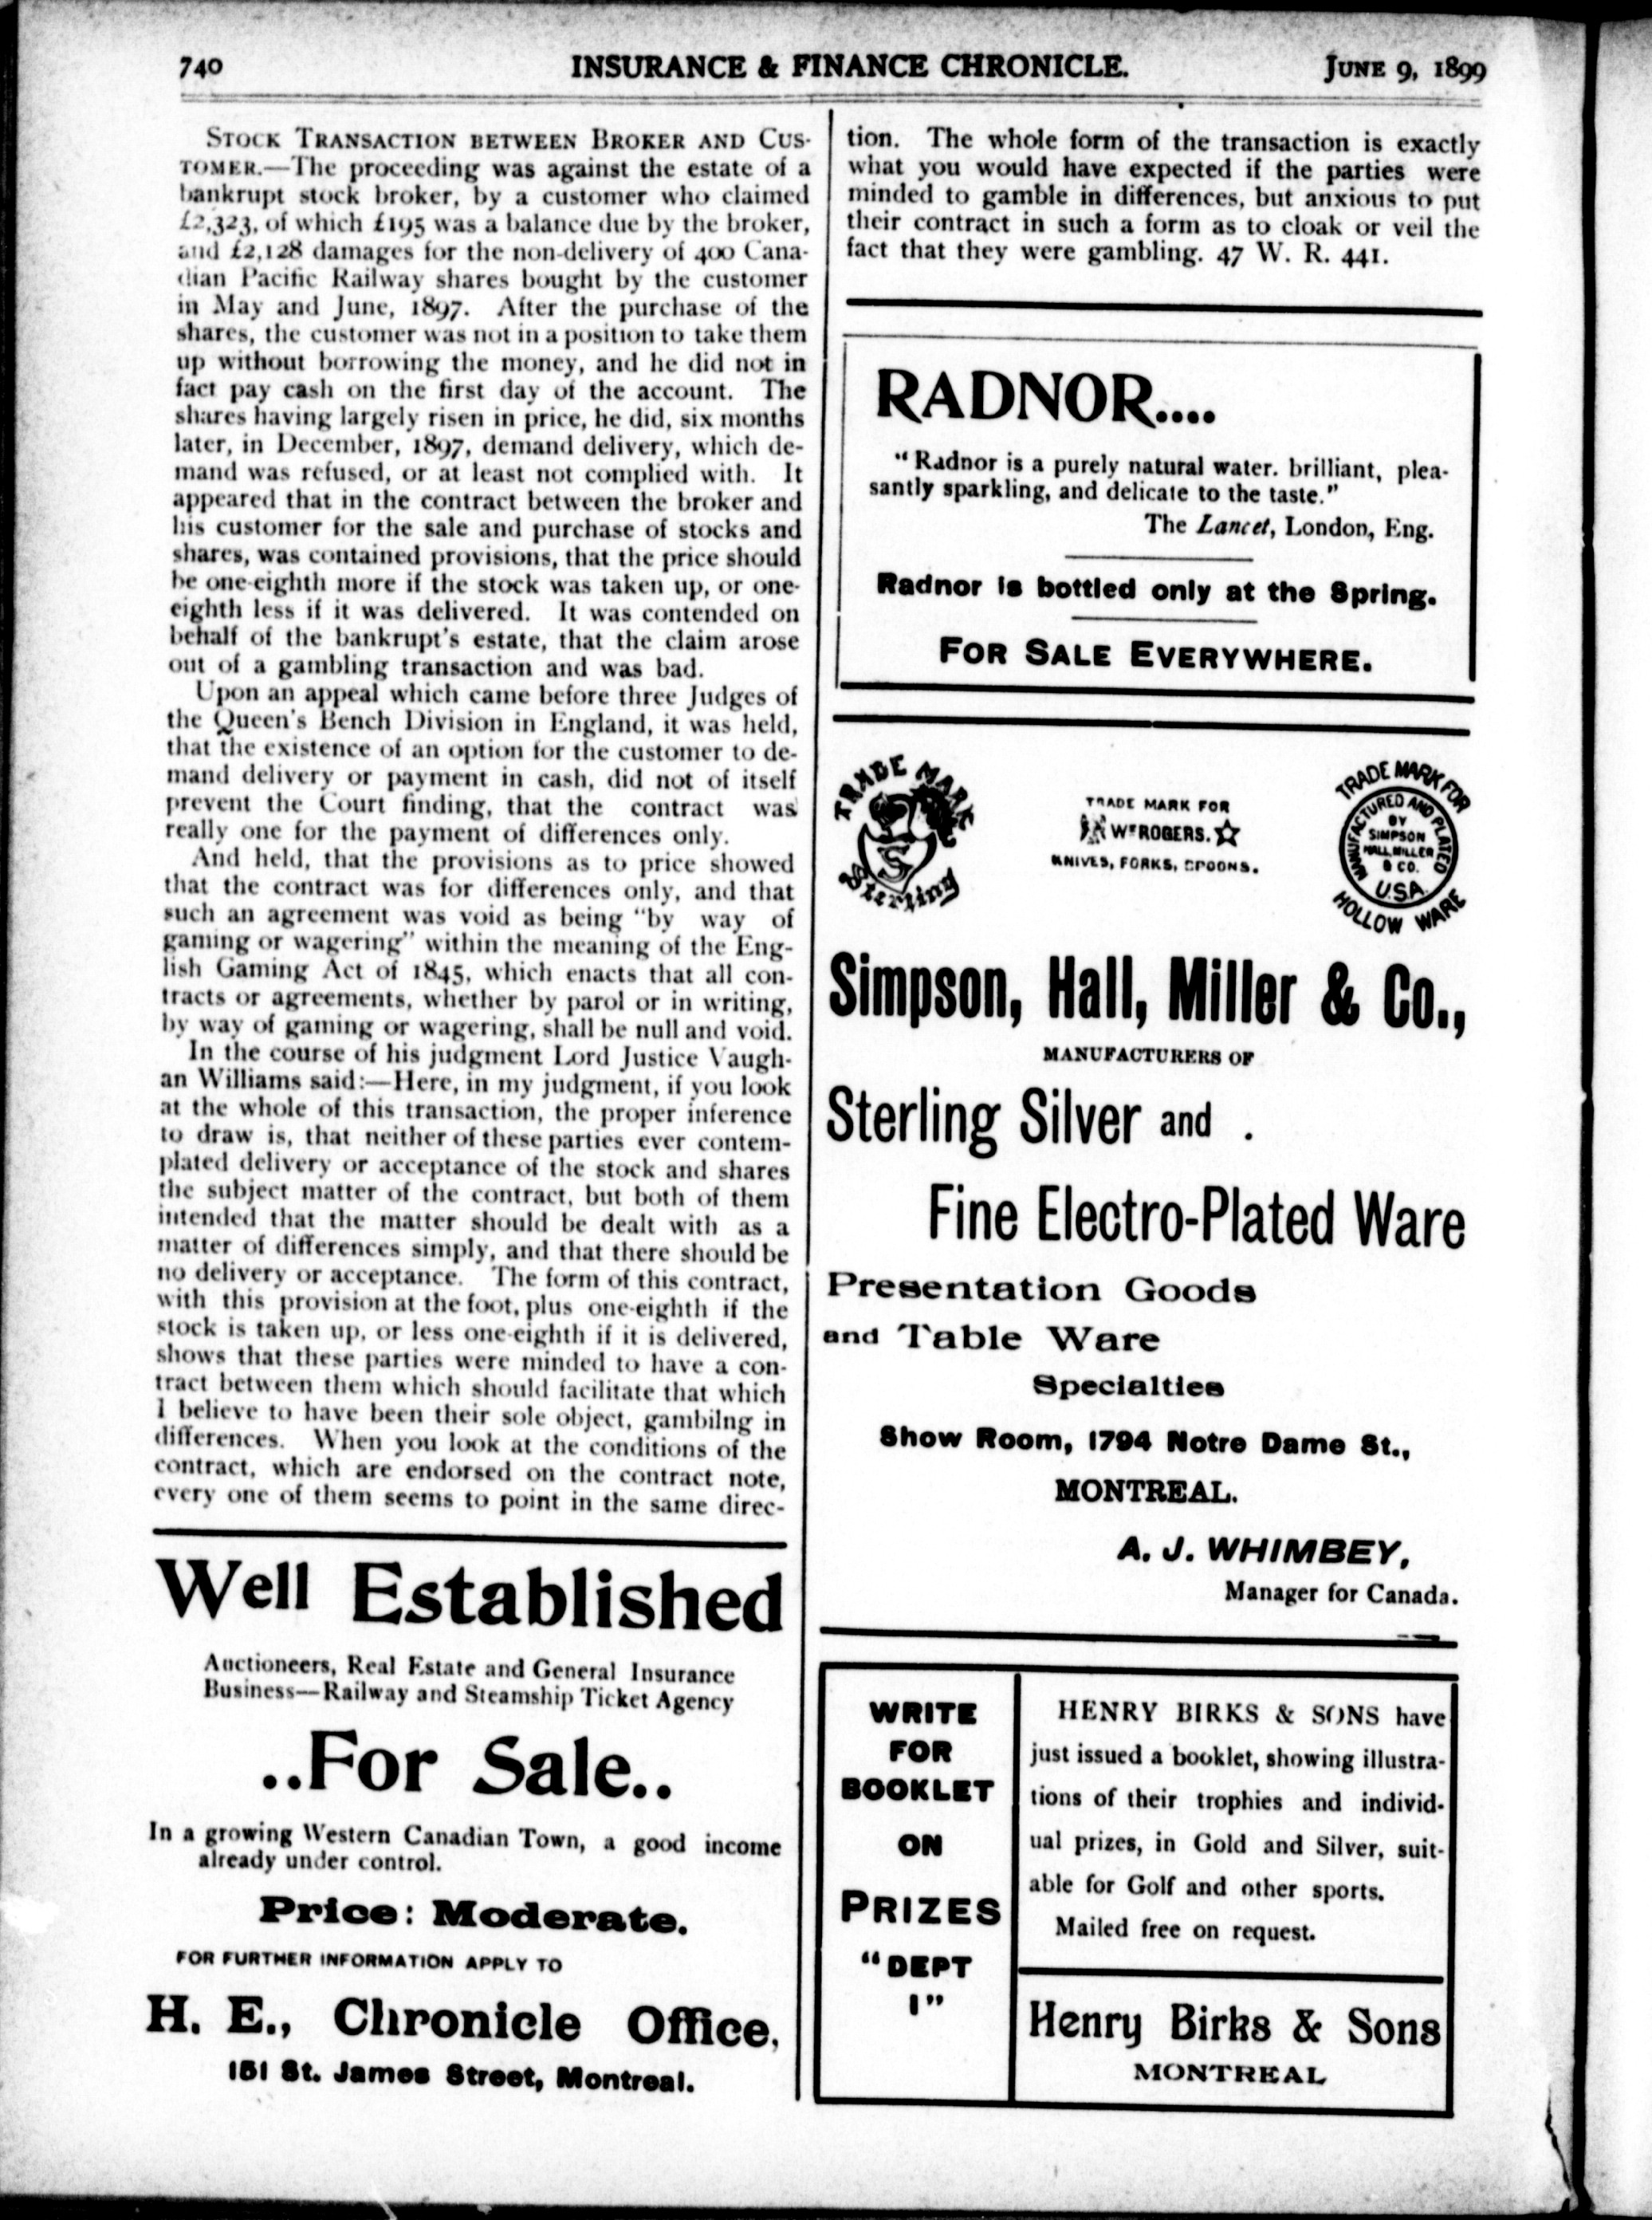 740 INSURANCE & FINANCE CHRONICLE. JUNE 9, 1899
STOCK TRANSACTION BETWEEN BROKER AND CUS-
TOMER.—The proceeding was against the estate of a
bankrupt stock broker, by a customer who claimed
£2,323, of which £195 was a balance due by the broker,
and £2,128 damages for the non-delivery of 400 Cana-
dian Pacific Railway shares bought by the customer
in May and June, 1897. After the purchase of the
shares, the customer was not in a position to take them
up without borrowing the money, and he did not in
fact pay cash on the first day of the account. The
shares having largely risen in price, he did, six months
later, in December, 1897, demand delivery, which de-
mand was refused, or at least not complied with. It
appeared that in the contract between the broker and
his customer for the sale and purchase of stocks and
shares, was contained provisions, that the price should
be one-eighth more if the stock was taken up, or one-
eighth less if it was delivered. It was contended on
behalf of the bankrupt's estate, that the claim arose
out of a gambling transaction and was bad.
Upon an appeal which came before three Judges of
the Queen's Bench Division in England, it was held,
that the existence of an option for the customer to de-
mand delivery or payment in cash, did not of itself
prevent the Court finding, that the contract was
really one for the payment of differences only.
And held, that the provisions as to price showed
that the contract was for differences only, and that
such an agreement was void as being "by way of
gaming or wagering" within the meaning of the Eng-
lish Gaming Act of 1845, which enacts that all con-
tracts or agreements, whether by parol or in writing,
by way of gaming or wagering, shall be null and void.
In the course of his judgment Lord Justice Vaugh-
an Williams said:—Here, in my judgment, if you look
at the whole of this transaction, the proper inference
to draw is, that neither of these parties ever contem-
plated delivery or acceptance of the stock and shares
the subject matter of the contract, but both of them
intended that the matter should be dealt with as a
matter of differences simply, and that there should be
no delivery or acceptance. The form of this contract,
with this provision at the foot, plus one-eighth if the
stock is taken up, or less one-eighth if it is delivered,
shows that these parties were minded to have a con-
tract between them which should facilitate that which
I believe to have been their sole object, gambilng in
differences. When you look at the conditions of the
contract, which are endorsed on the contract note,
every one of them seems to point in the same direc-
Well Established
Auctioneers, Real Estate and General Insurance
Business—Railway and Steamship Ticket Agency
..For Sale..
In a growing Western Canadian Town, a good income
already under control.
Price: Moderate.
FOR FURTHER INFORMATION APPLY TO
H. E., Chronicle Office,
151 St. James Street, Montreal.
tion. The whole form of the transaction is exactly
what you would have expected if the parties were
minded to gamble in differences, but anxious to put
their contract in such a form as to cloak or veil the
fact that they were gambling. 47 W. R. 441.
RADNOR....
"Radnor is a purely natural water. brilliant, plea-
santly sparkling, and delicate to the taste."
The Lancet, London, Eng.
Radnor is bottled only at the Spring.
FOR SALE EVERYWHERE.
TRADE MARK
S
Sterling
TRADE MARK FOR
Wm ROGERS.
KNIVES, FORKS, SPOONS.
TRADE MARK FOR
MANUFACTURED AND PLATED
BY
SIMPSON
HALL, MILLER
& CO.
U.S.A.
HOLLOW WARE
Simpson, Hall, Miller & Co.,
MANUFACTURERS OF
Sterling Silver and .
Fine Electro-Plated Ware
Presentation Goods
and Table Ware
Specialties
Show Room, 1794 Notre Dame St.,
MONTREAL.
A. J. WHIMBEY,
Manager for Canada.
WRITE
FOR
BOOKLET
ON
PRIZES
"DEPT
I"
HENRY BIRKS & SONS have
just issued a booklet, showing illustra-
tions of their trophies and individ-
ual prizes, in Gold and Silver, suit-
able for Golf and other sports.
Mailed free on request.
Henry Birks & Sons
MONTREAL